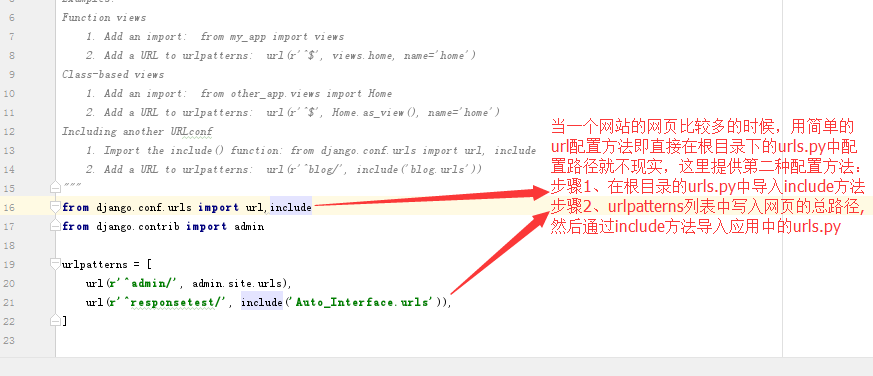 6 Function views
7 1. Add an import:  from my_app import views
8 2. Add a URL to urlpatterns:  url(r'^$', views.home, name='home')
9 Class-based views
10 1. Add an import:  from other_app.views import Home
11 2. Add a URL to urlpatterns:  url(r'^$', Home.as_view(), name='home')
12 Including another URLconf
13 1. Import the include() function: from django.conf.urls import url, include
14 2. Add a URL to urlpatterns:  url(r'^blog/', include('blog.urls'))
15 """
16 from django.conf.urls import url,include
17 from django.contrib import admin
18
19 urlpatterns = [
20 url(r'^admin/', admin.site.urls),
21 url(r'^responsetest/', include('Auto_Interface.urls')),
22 ]
23
当一个网站的网页比较多的时候，用简单的
url配置方法即直接在根目录下的urls.py中配
置路径就不现实，这里提供第二种配置方法：
步骤1、在根目录的urls.py中导入include方法
步骤2、urlpatterns列表中写入网页的总路径，
然后通过include方法导入应用中的urls.py